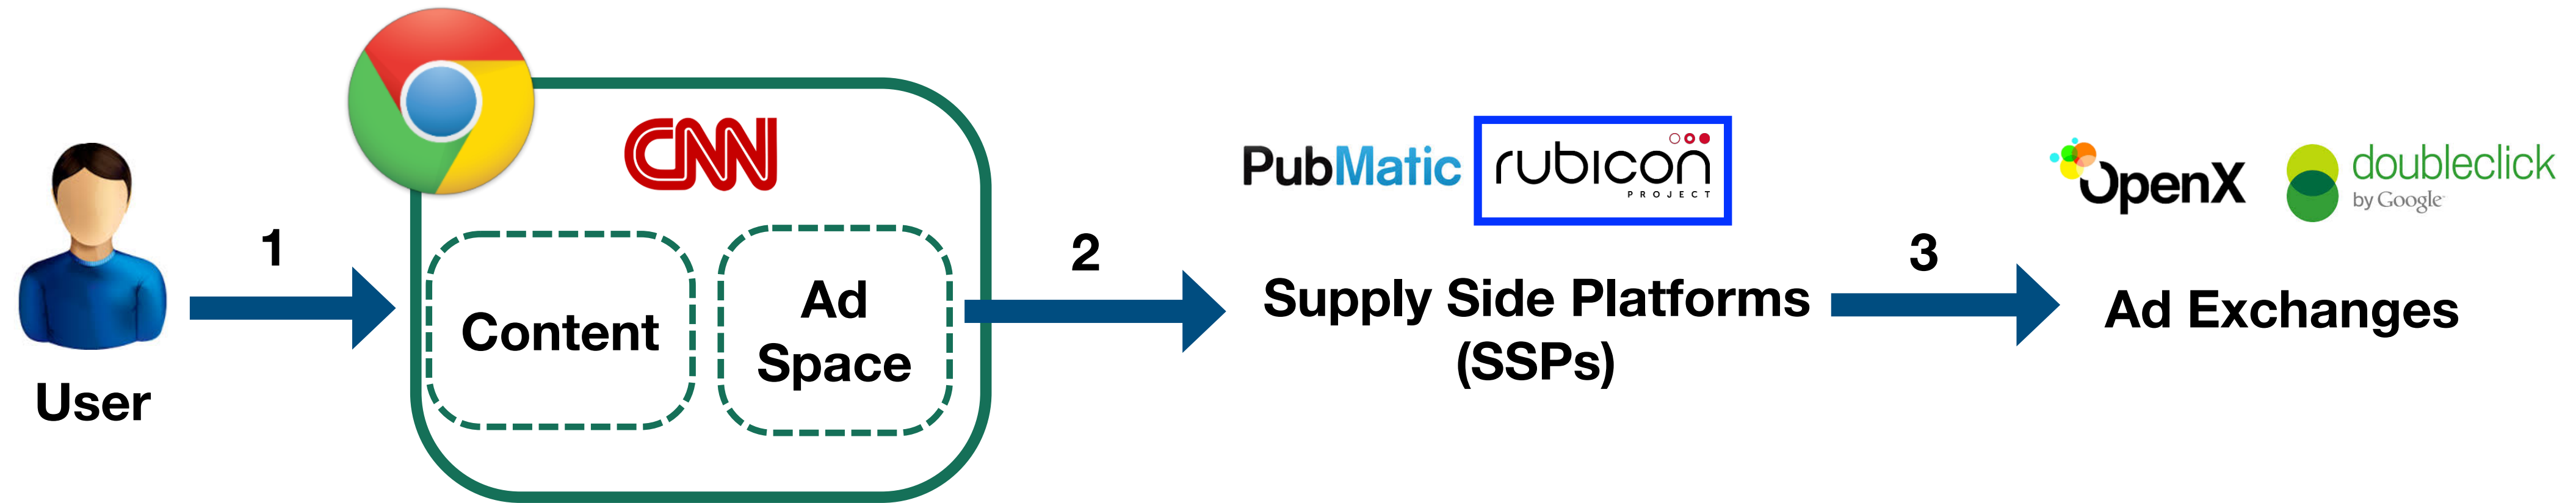 User
1
CNN
Content
Ad
Space
2
PubMatic
rubicon
PROJECT
Supply Side Platforms
(SSPs)
3
OpenX
doubleclick
by Google
Ad Exchanges